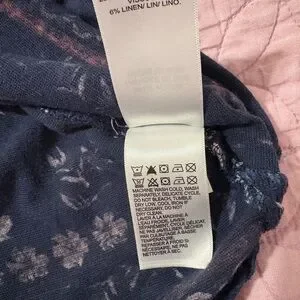 6% LINEN/ LIN/ LINO.
MACHINE WASH COLD, WASH
SEPARATELY, DELICATE CYCLE,
DO NOT BLEACH, TUMBLE
DRY LOW, COOL IRON IF
NECESSARY, DO NOT
DRY CLEAN.
LAVER À LA MACHINE À
L'EAU FROIDE, LAVER
SÉPARÉMENT, CYCLE DÉLICAT,
NE PAS JAVELLISER, SÉCHER
PAR CULBUTAGE À BASSE
TEMPÉRATURE,
REPASSER À FROID SI
NÉCESSAIRE, NE PAS
NETTOYER À SEC.